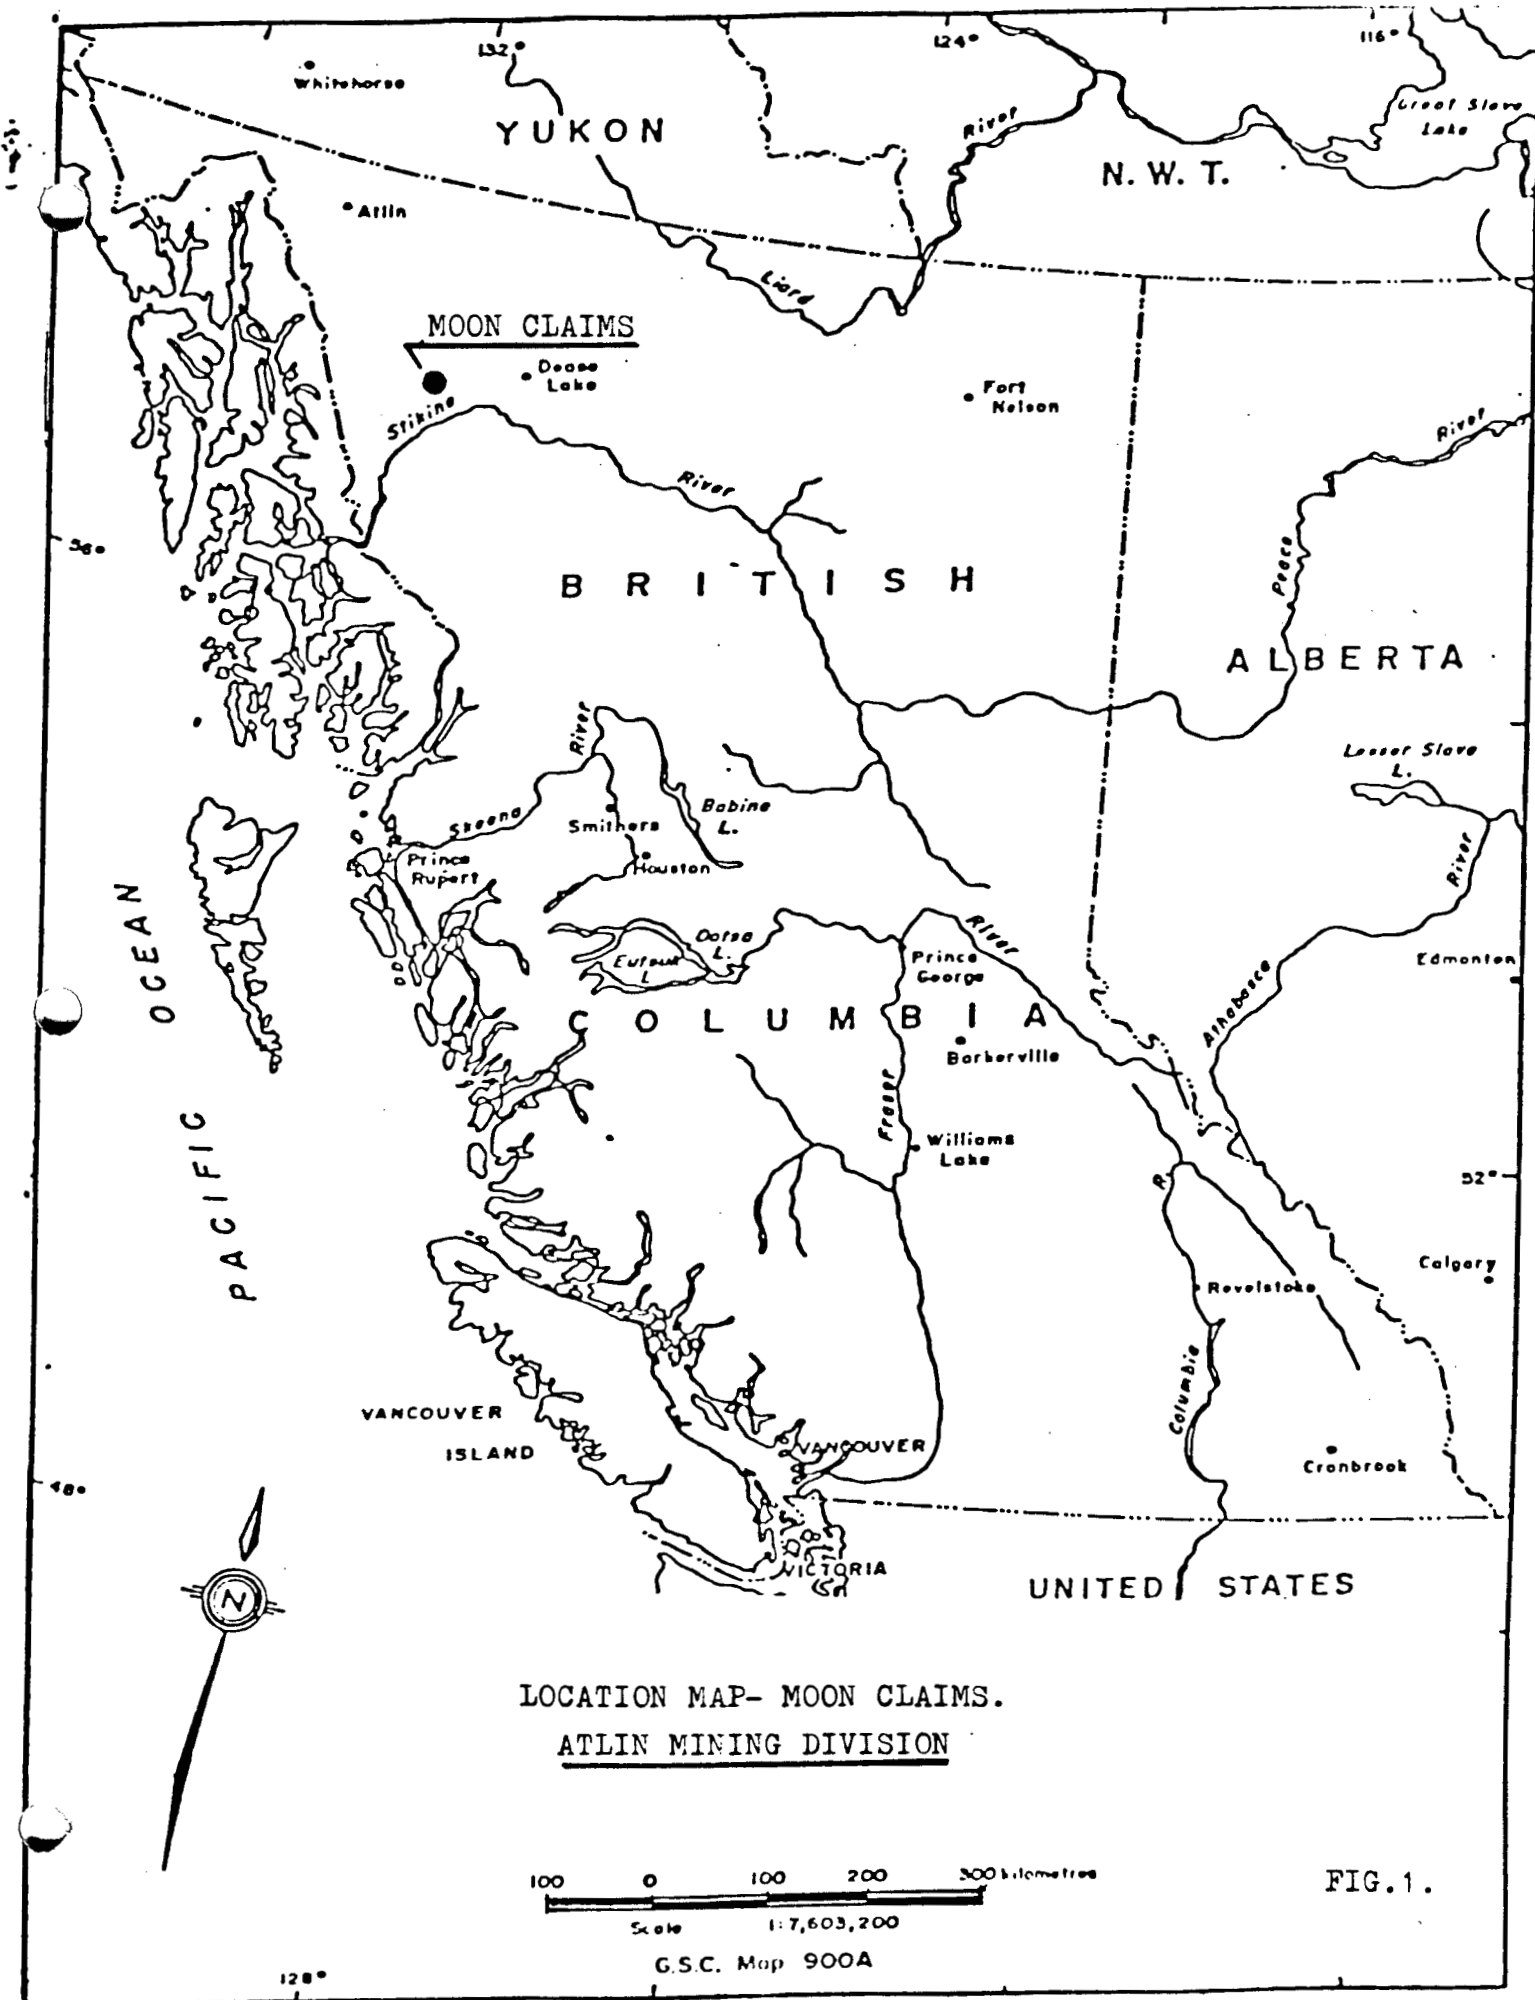 132°
124°
116°
Whitehorse
YUKON
River
Great Slave
Lake
N. W. T.
Atlin
Liard
MOON CLAIMS
Dease
Lake
Fort
Nelson
Stikine
River
River
56°
Peace
BRITISH
ALBERTA
River
Lesser Slave
L.
Babine
L.
Skeena
Smithers
Prince
Rupert
Houston
River
OCEAN
Ootsa
L.
Eutsuk
L
River
Prince
George
Edmonton
Athabasca
COLUMBIA
Barkerville
Fraser
PACIFIC
Williams
Lake
52°
R.
Calgary
Revelstoke
Columbia
VANCOUVER
ISLAND
VANCOUVER
Cranbrook
48°
VICTORIA
UNITED STATES
N
LOCATION MAP- MOON CLAIMS.
ATLIN MINING DIVISION
100 0 100 200 300 kilometres
Scale 1:7,603,200
FIG.1.
G.S.C. Map 900A
128°